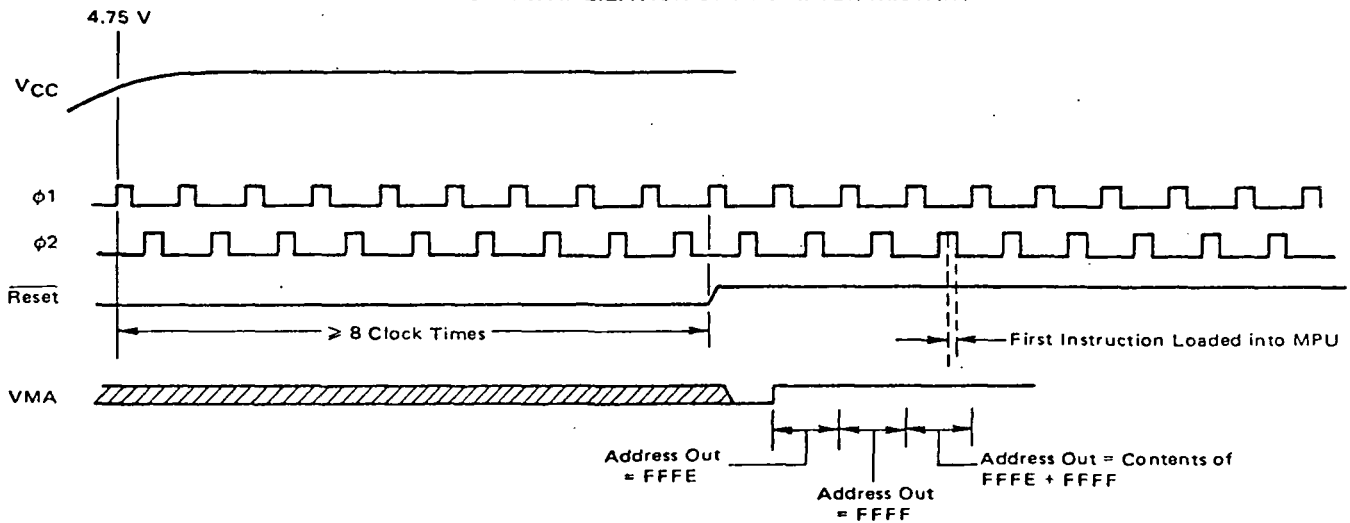 4.75 V
VCC
ϕ1
ϕ2
Reset
⩾ 8 Clock Times
First Instruction Loaded into MPU
VMA
Address Out
= FFFE
Address Out
= FFFF
Address Out = Contents of
FFFE + FFFF